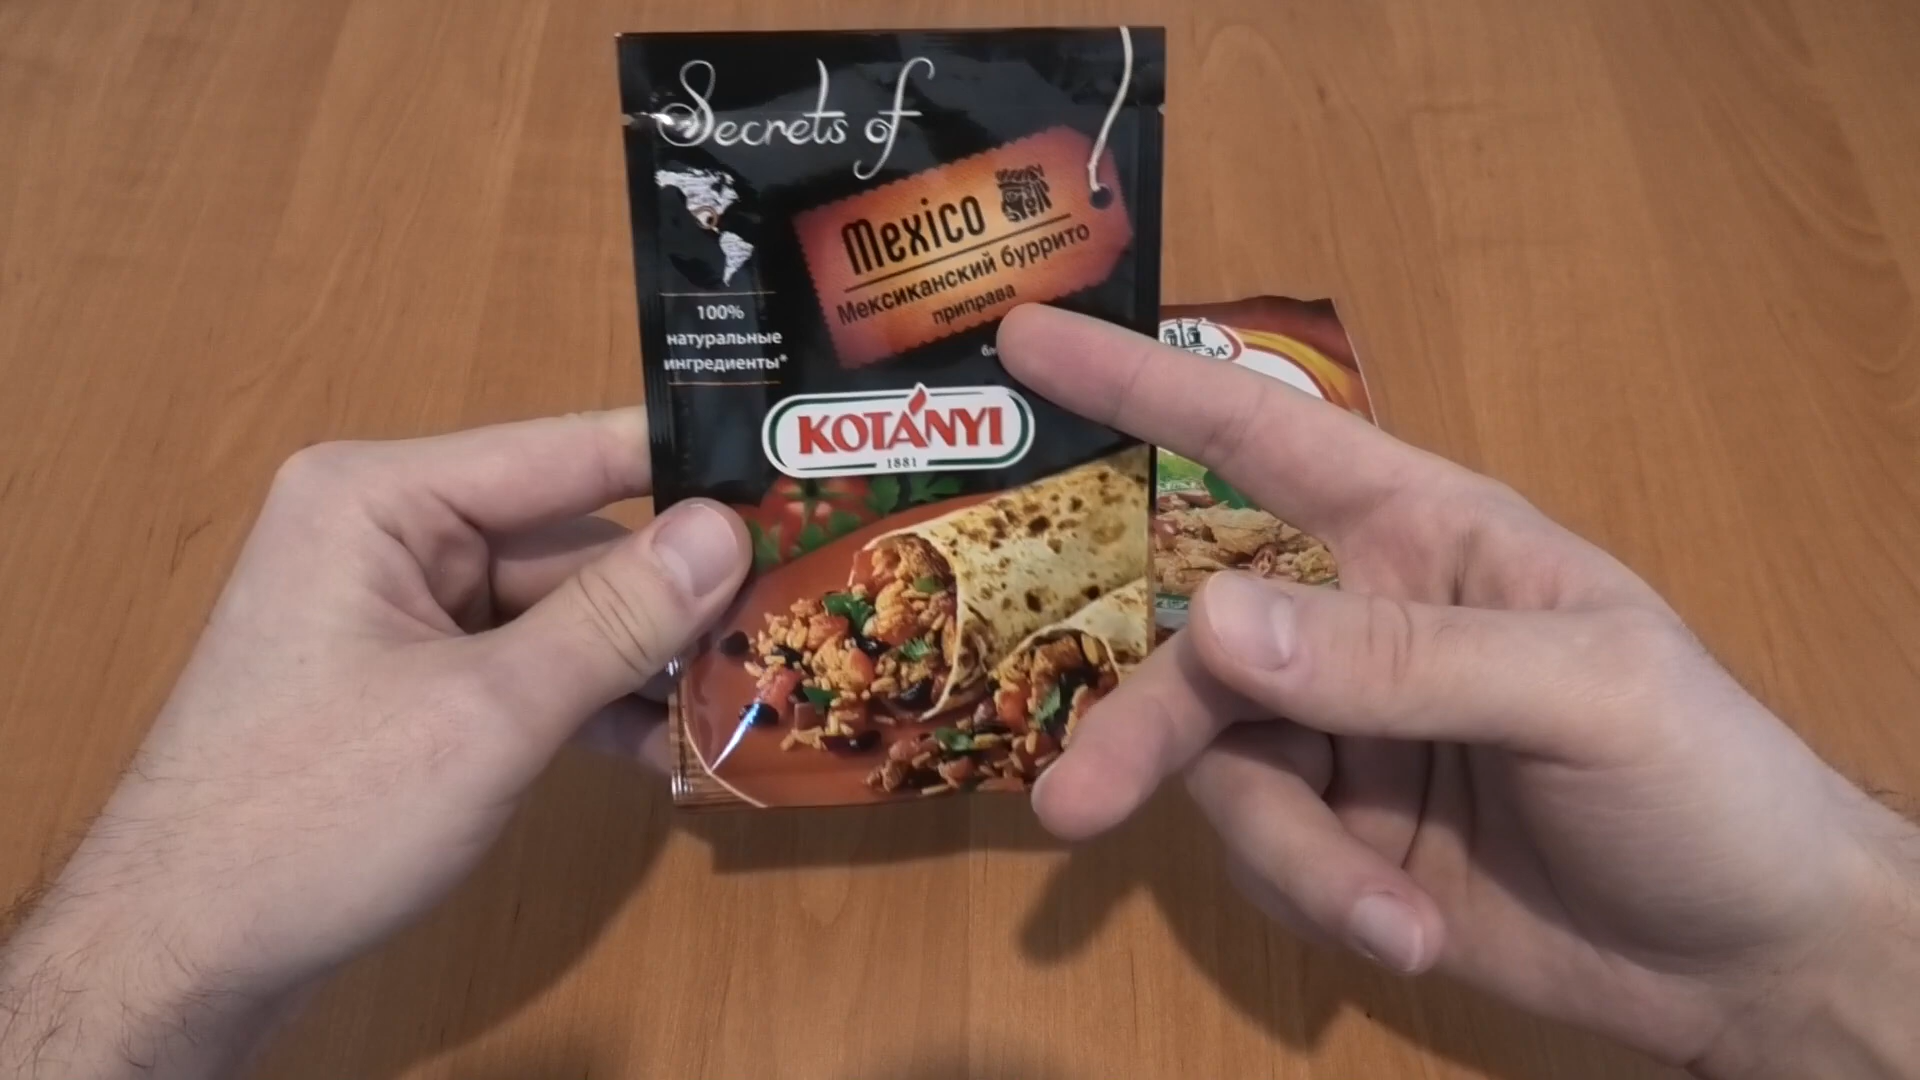 Secrets of
Mexico
Мексиканский буррито
приправа
100%
натуральные
ингредиенты*
KOTÁNYI
1881